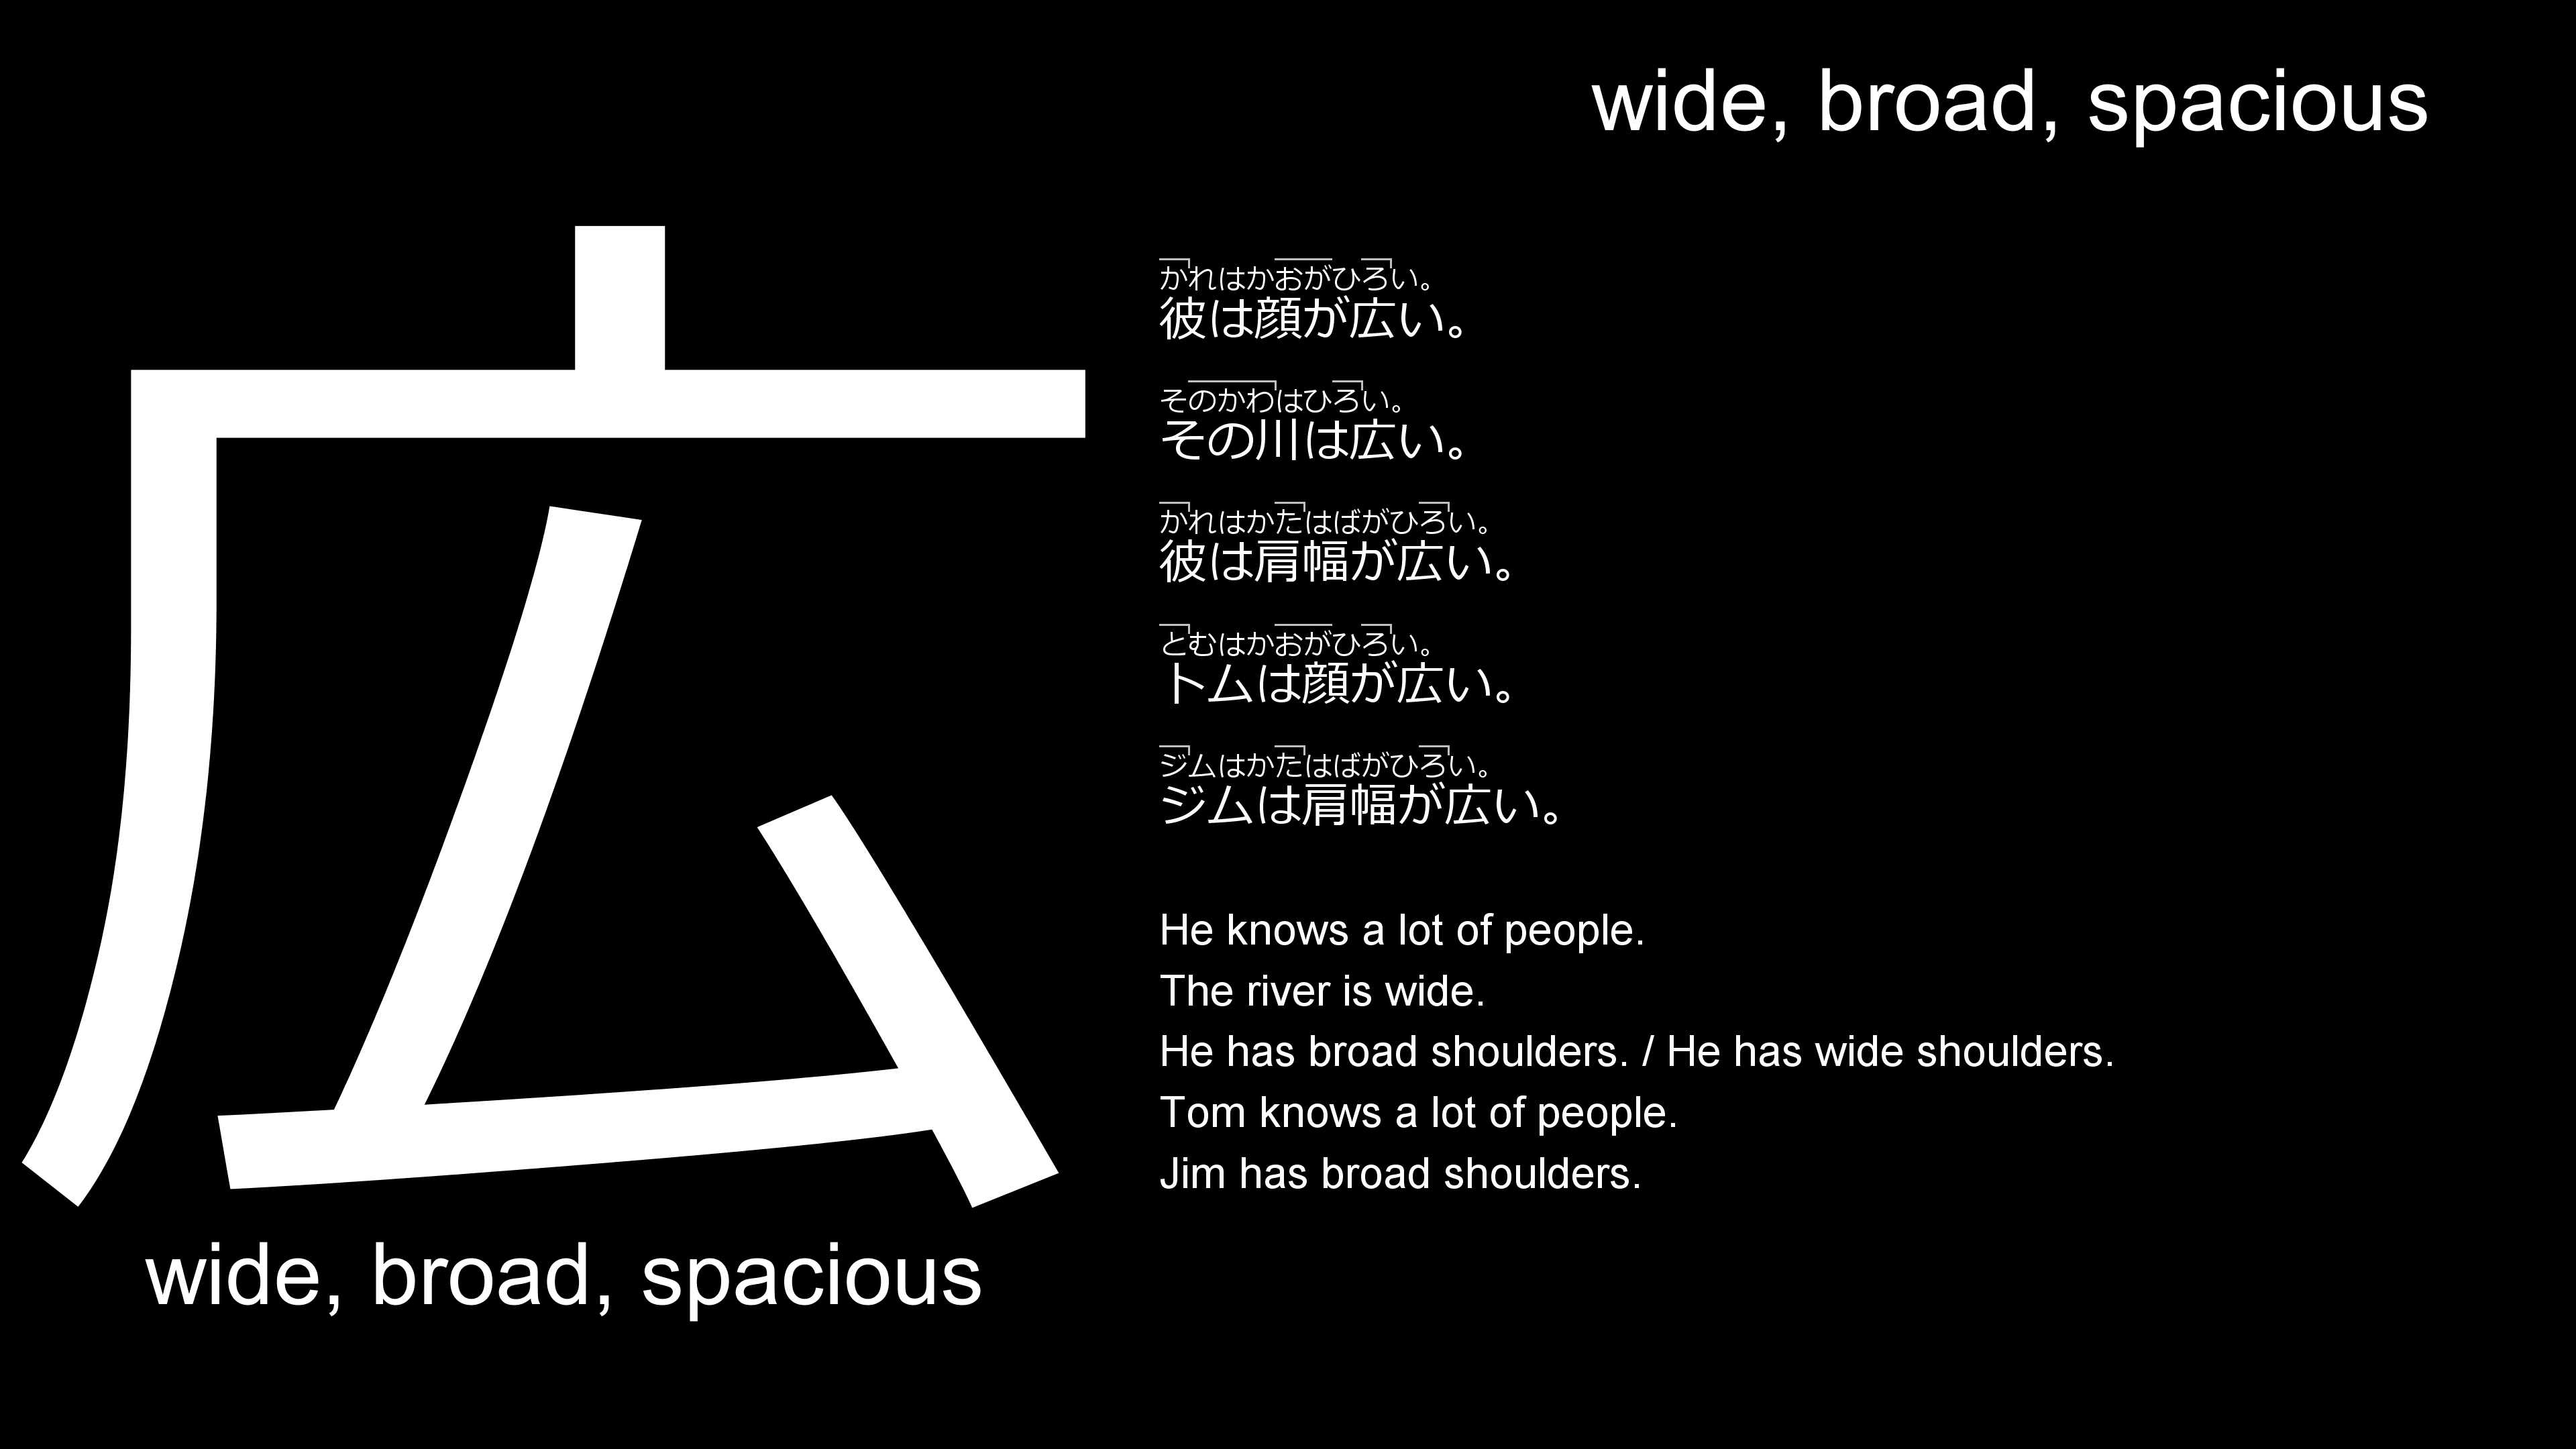 wide, broad, spacious
広
wide, broad, spacious
かれはかおがひろい。
彼は顔が広い。
そのかわはひろい。
その川は広い。
かれはかたはばがひろい。
彼は肩幅が広い。
とむはかおがひろい。
トムは顔が広い。
ジムはかたはばがひろい。
ジムは肩幅が広い。
He knows a lot of people.
The river is wide.
He has broad shoulders. / He has wide shoulders.
Tom knows a lot of people.
Jim has broad shoulders.